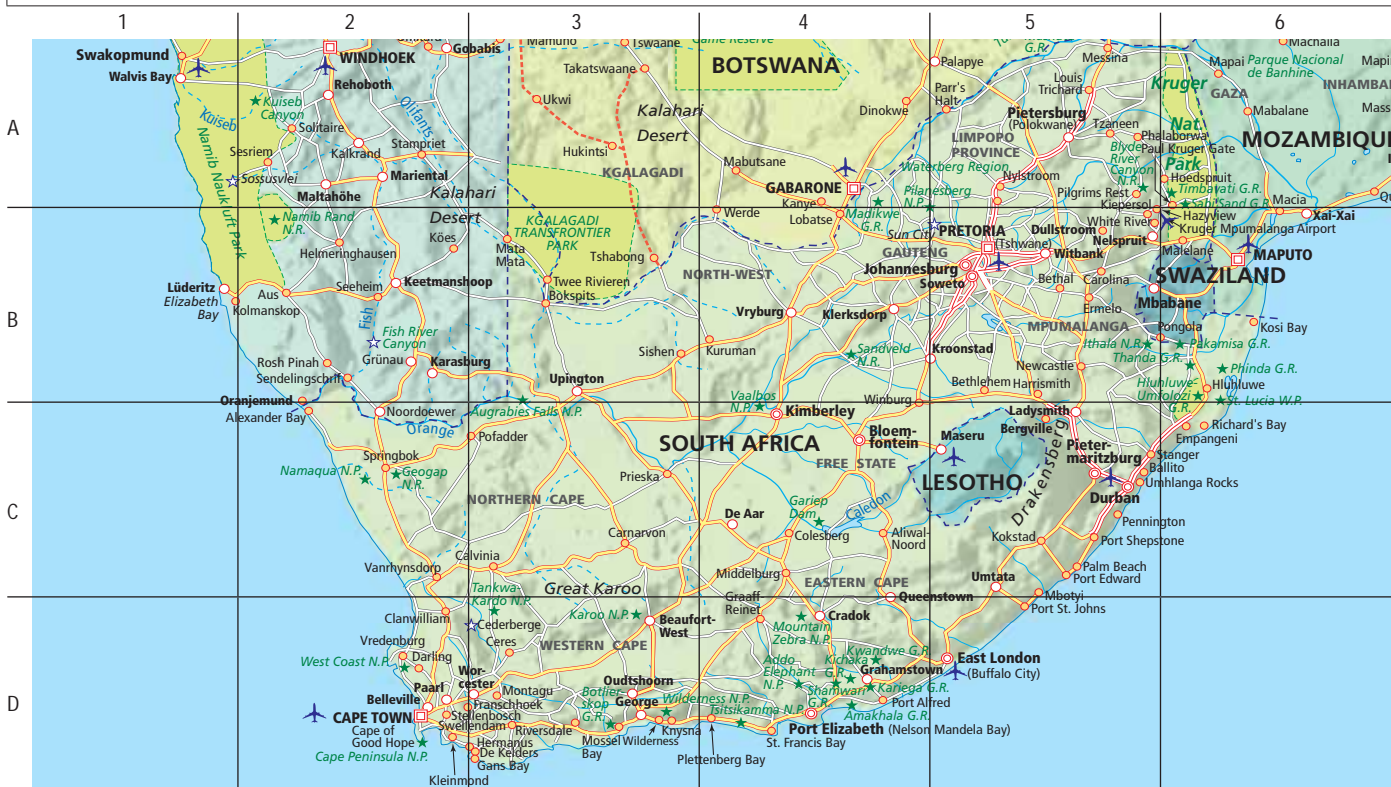 1 2 3 4 5 6
A
B
C
D
Swakopmund
Walvis Bay
WINDHOEK
Rehoboth
Gobabis
Kuiseb
Canyon
Kuiseb
Solitaire
Olifants
Kalkrand
Stampriet
Sesriem
Sossusvlei
Mariental
Maltahöhe
Namib Naukluft Park
Namib Rand
N.R.
Kalahari
Desert
Köes
Helmeringhausen
Keetmanshoop
Seeheim
Aus
Lüderitz
Elizabeth
Bay
Kolmanskop
Fish
Fish River
Canyon
Grünau
Karasburg
Rosh Pinah
Sendelingsdrif
Oranjemund
Alexander Bay
Noordoewer
Orange
Mamuno
Tswaane
Game Reserve
Takatswaane
BOTSWANA
Ukwi
Kalahari
Desert
Hukintsi
KGALAGADI
Mabutsane
Dinokwe
Palapye
Parr's
Halt
GABARONE
Kanye
Lobatse
Werde
KGALAGADI
TRANSFRONTIER
PARK
Mata
Mata
Tshabong
Twee Rivieren
Bokspits
NORTH-WEST
Madikwe
G.R.
Pilanesberg
N.P.
Waterberg Region
LIMPOPO
PROVINCE
Nylstroom
G.R.
Messina
Louis
Trichard
Pietersburg
(Polokwane)
Tzaneen
Phalaborwa
Paul Kruger Gate
Blyde
River
Canyon
N.R.
Hoedspruit
Timbavati G.R.
Sabi Sand G.R.
Pilgrims Rest
Kiepersol
Hazyview
White River
Kruger Mpumalanga Airport
Kruger
Nat.
Park
Mapai
GAZA
Machaila
Parque Nacional
de Banhine
INHAMB
Mapi
Mabalane
Mass
MOZAMBIQUE
Macia
Xai-Xai
Qu
MAPUTO
Sun City
PRETORIA
(Tshwane)
GAUTENG
Johannesburg
Soweto
Dullstroom
Nelspruit
Witbank
Malelane
Bethal
Carolina
Ermelo
SWAZILAND
Mbabane
Vryburg
Klerksdorp
MPUMALANGA
Pongola
Kosi Bay
Ithala N.R.
Pakamisa G.R.
Thanda G.R.
Phinda G.R.
Sishen
Kuruman
Sandveld
N.R.
Kroonstad
Newcastle
Hluhluwe-
Umfolozi
G.R.
Hluhluwe
St. Lucia W.P.
Upington
Vaalbos
N.P.
Winburg
Bethlehem
Harrismith
Augrabies Falls N.P.
Kimberley
Ladysmith
Bergville
Richard's Bay
Empangeni
Pofadder
SOUTH AFRICA
Bloem-
fontein
Maseru
Pieter-
maritzburg
Stanger
Ballito
Umhlanga Rocks
Springbok
Namaqua N.P.
Geogap
N.R.
Prieska
FREE STATE
LESOTHO
Drakensberg
Durban
NORTHERN CAPE
Gariep
Dam
Caledon
De Aar
Colesberg
Aliwal-
Noord
Pennington
Kokstad
Port Shepstone
Carnarvon
Calvinia
Vanrhynsdorp
Middelburg
EASTERN CAPE
Palm Beach
Port Edward
Umtata
Tankwa-
Kardo N.P.
Great Karoo
Queenstown
Mbotyi
Port St. Johns
Clanwilliam
Karoo N.P.
Beaufort-
West
Graaff
Reinet
Cradok
Mountain
Zebra N.P.
Cederberge
Ceres
WESTERN CAPE
Vredenburg
West Coast N.P.
Darling
Addo
Elephant
N.P.
Kichaka
G.R.
Kwandwe G.R.
Grahamstown
East London
(Buffalo City)
Paarl
Wor-
cester
Belleville
Montagu
Franschhoek
Oudtshoorn
Botlier-
skop
G.R.
George
Wilderness N.P.
Tsitsikamma N.P.
Shamwari
G.R.
Kariega G.R.
Port Alfred
Amakhala G.R.
CAPE TOWN
Cape of
Good Hope
Cape Peninsula N.P.
Stellenbosch
Swellendam
Riversdale
Hermanus
De Kelders
Gans Bay
Kleinmond
Mossel
Bay
Wilderness
Knysna
Plettenberg Bay
St. Francis Bay
Port Elizabeth (Nelson Mandela Bay)